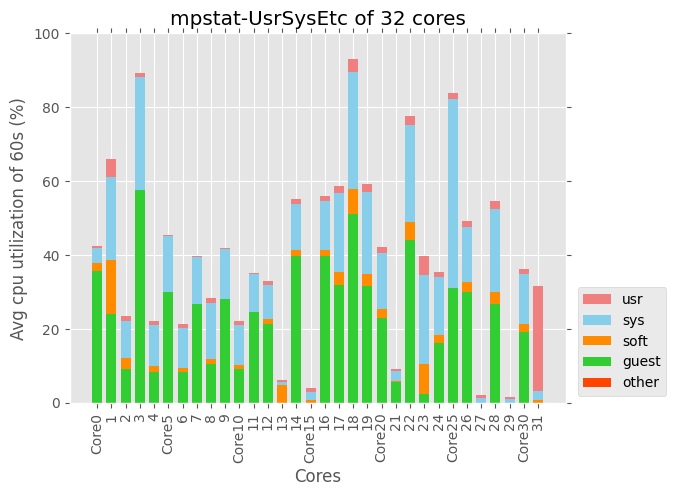 mpstat-UsrSysEtc of 32 cores
Avg cpu utilization of 60s (%)
100
80
60
40
20
0
Core0
1
2
3
4
Core5
6
7
8
9
Core10
11
12
13
14
Core15
16
17
18
19
Core20
21
22
23
24
Core25
26
27
28
29
Core30
31
Cores
usr
sys
soft
guest
other